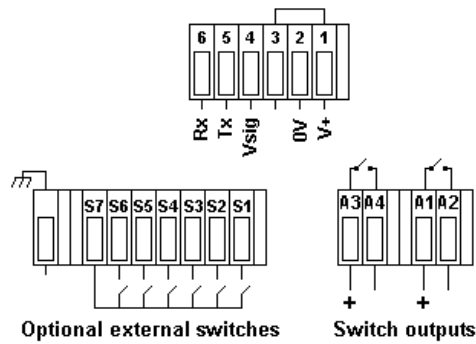 6 5 4 3 2 1
Rx Tx Vsig 0V V+
S7 S6 S5 S4 S3 S2 S1
A3 A4 A1 A2
+ +
Optional external switches
Switch outputs